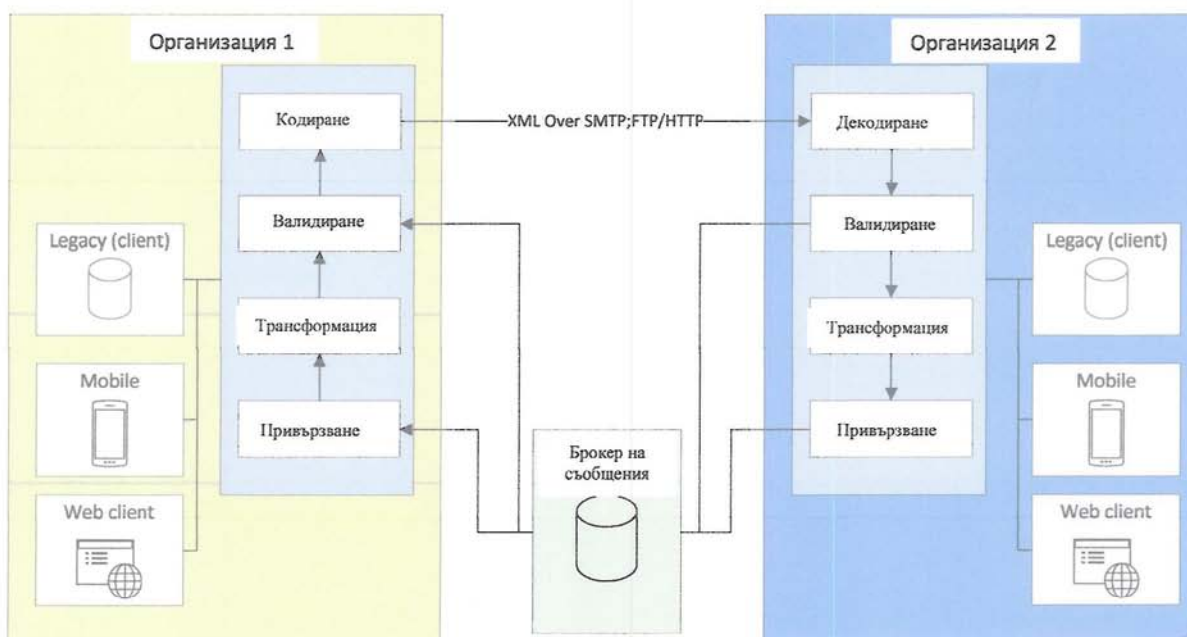 Организация 1
Организация 2
Кодиране
XML Over SMTP;FTP/HTTP
Декодиране
Валидиране
Валидиране
Legacy (client)
Legacy (client)
Трансформация
Трансформация
Mobile
Mobile
Привързване
Привързване
Брокер на
съобщения
Web client
Web client